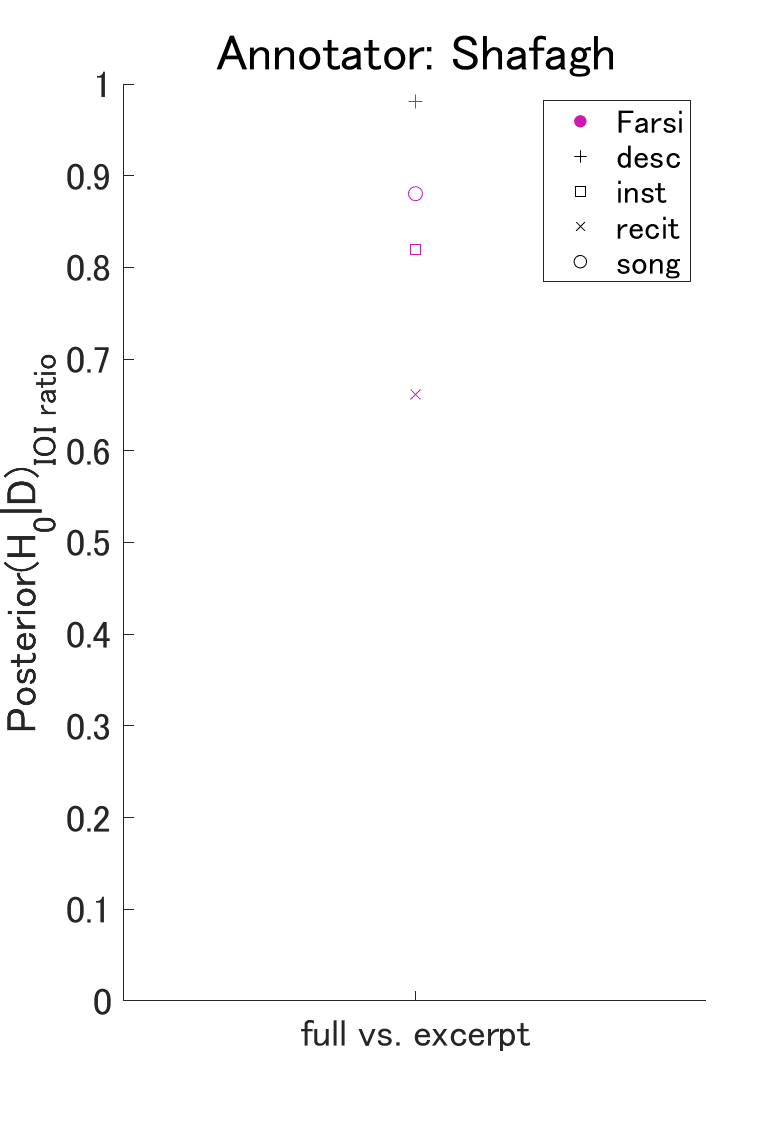 Annotator: Shafagh
1
0.9
0.8
0.7
0.6
0.5
0.4
0.3
0.2
0.1
0
Posterior(H0|D)IOI ratio
full vs. excerpt
Farsi
desc
inst
recit
song